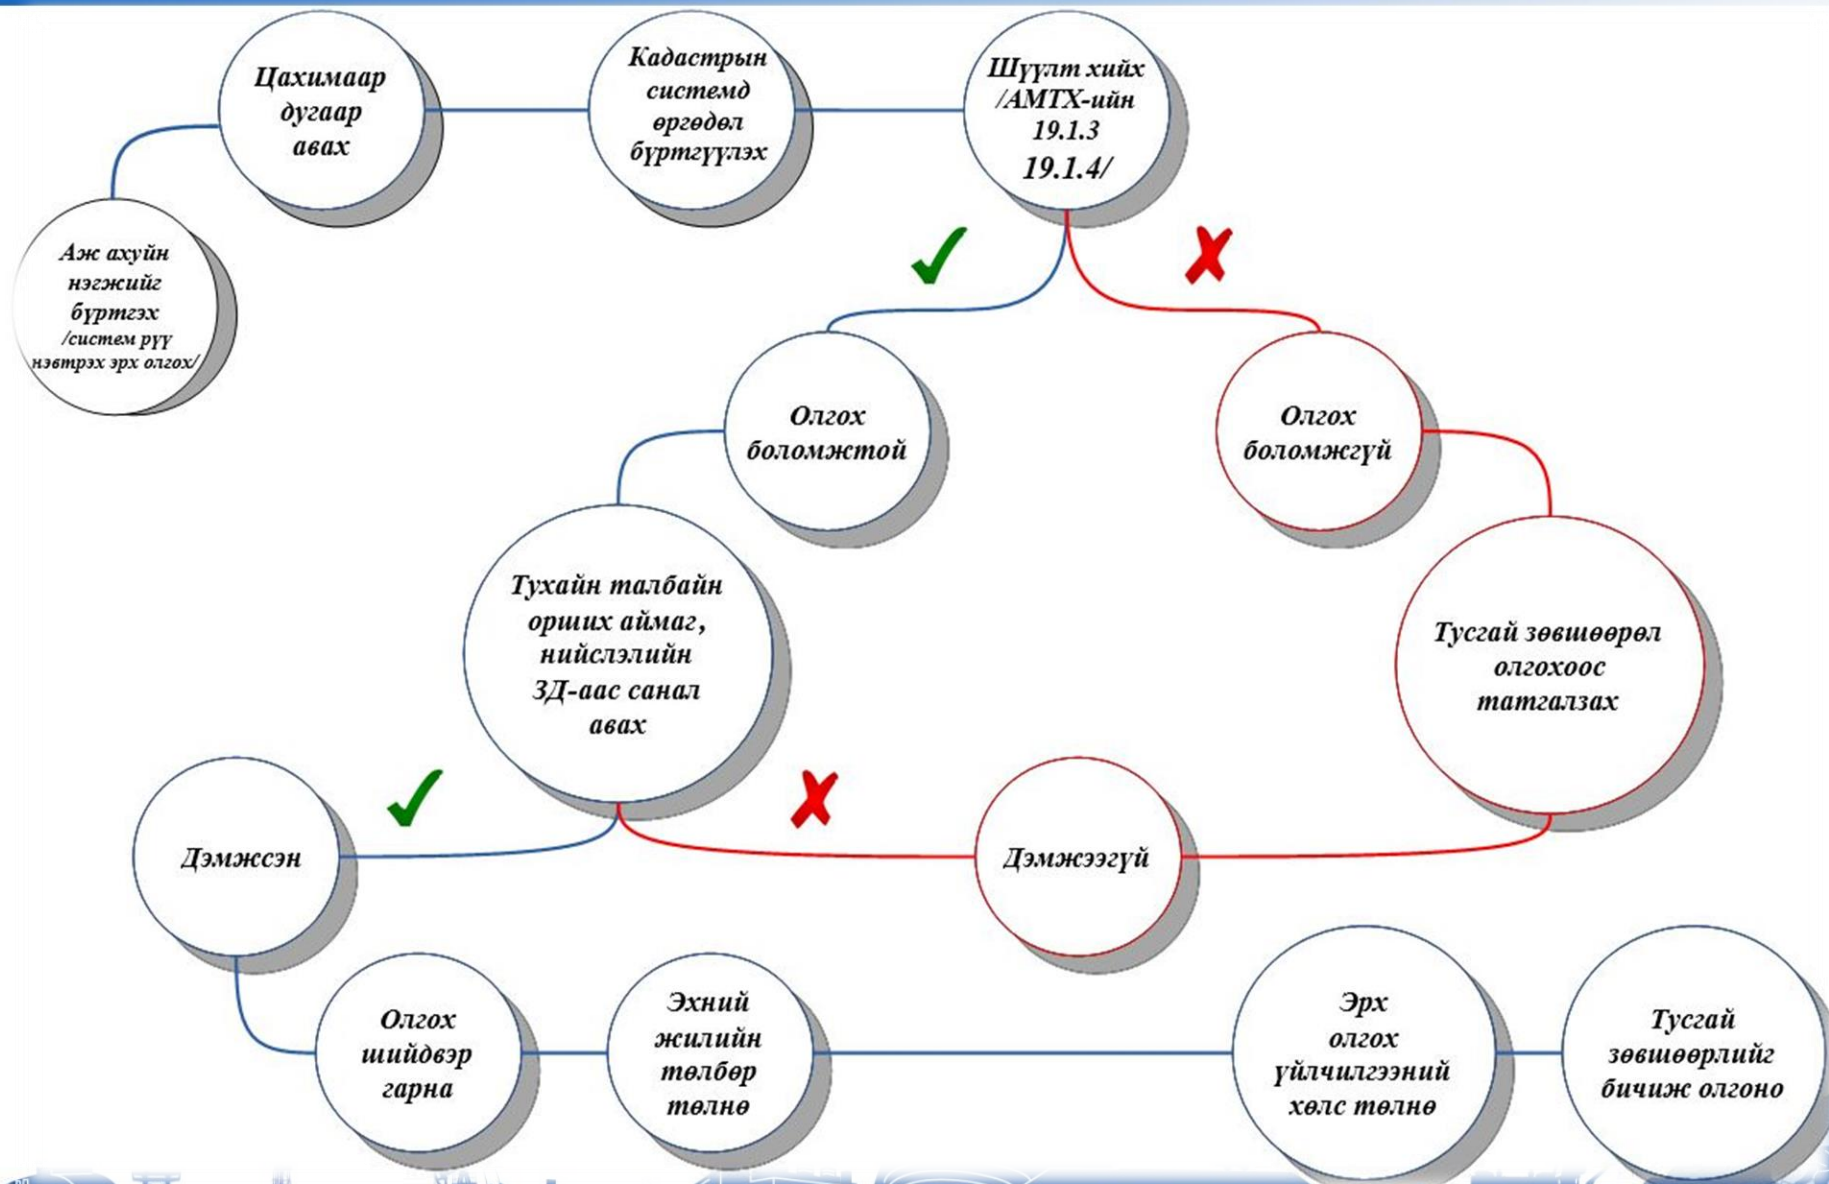 Аж ахуйн
нэгжийг
бүртгэх
/систем рүү
нэвтрэх эрх олгох/
Цахимаар
дугаар
авах
Кадастрын
системд
өргөдөл
бүртгүүлэх
Шүүлт хийх
/АМТХ-ийн
19.1.3
19.1.4/
Олгох
боломжтой
Олгох
боломжгүй
Тухайн талбайн
орших аймаг,
нийслэлийн
ЗД-аас санал
авах
Тусгай зөвшөөрөл
олгохоос
татгалзах
Дэмжсэн
Дэмжээгүй
Олгох
шийдвэр
гарна
Эхний
жилийн
төлбөр
төлнө
Эрх
олгох
үйлчилгээний
хөлс төлнө
Тусгай
зөвшөөрлийг
бичиж олгоно